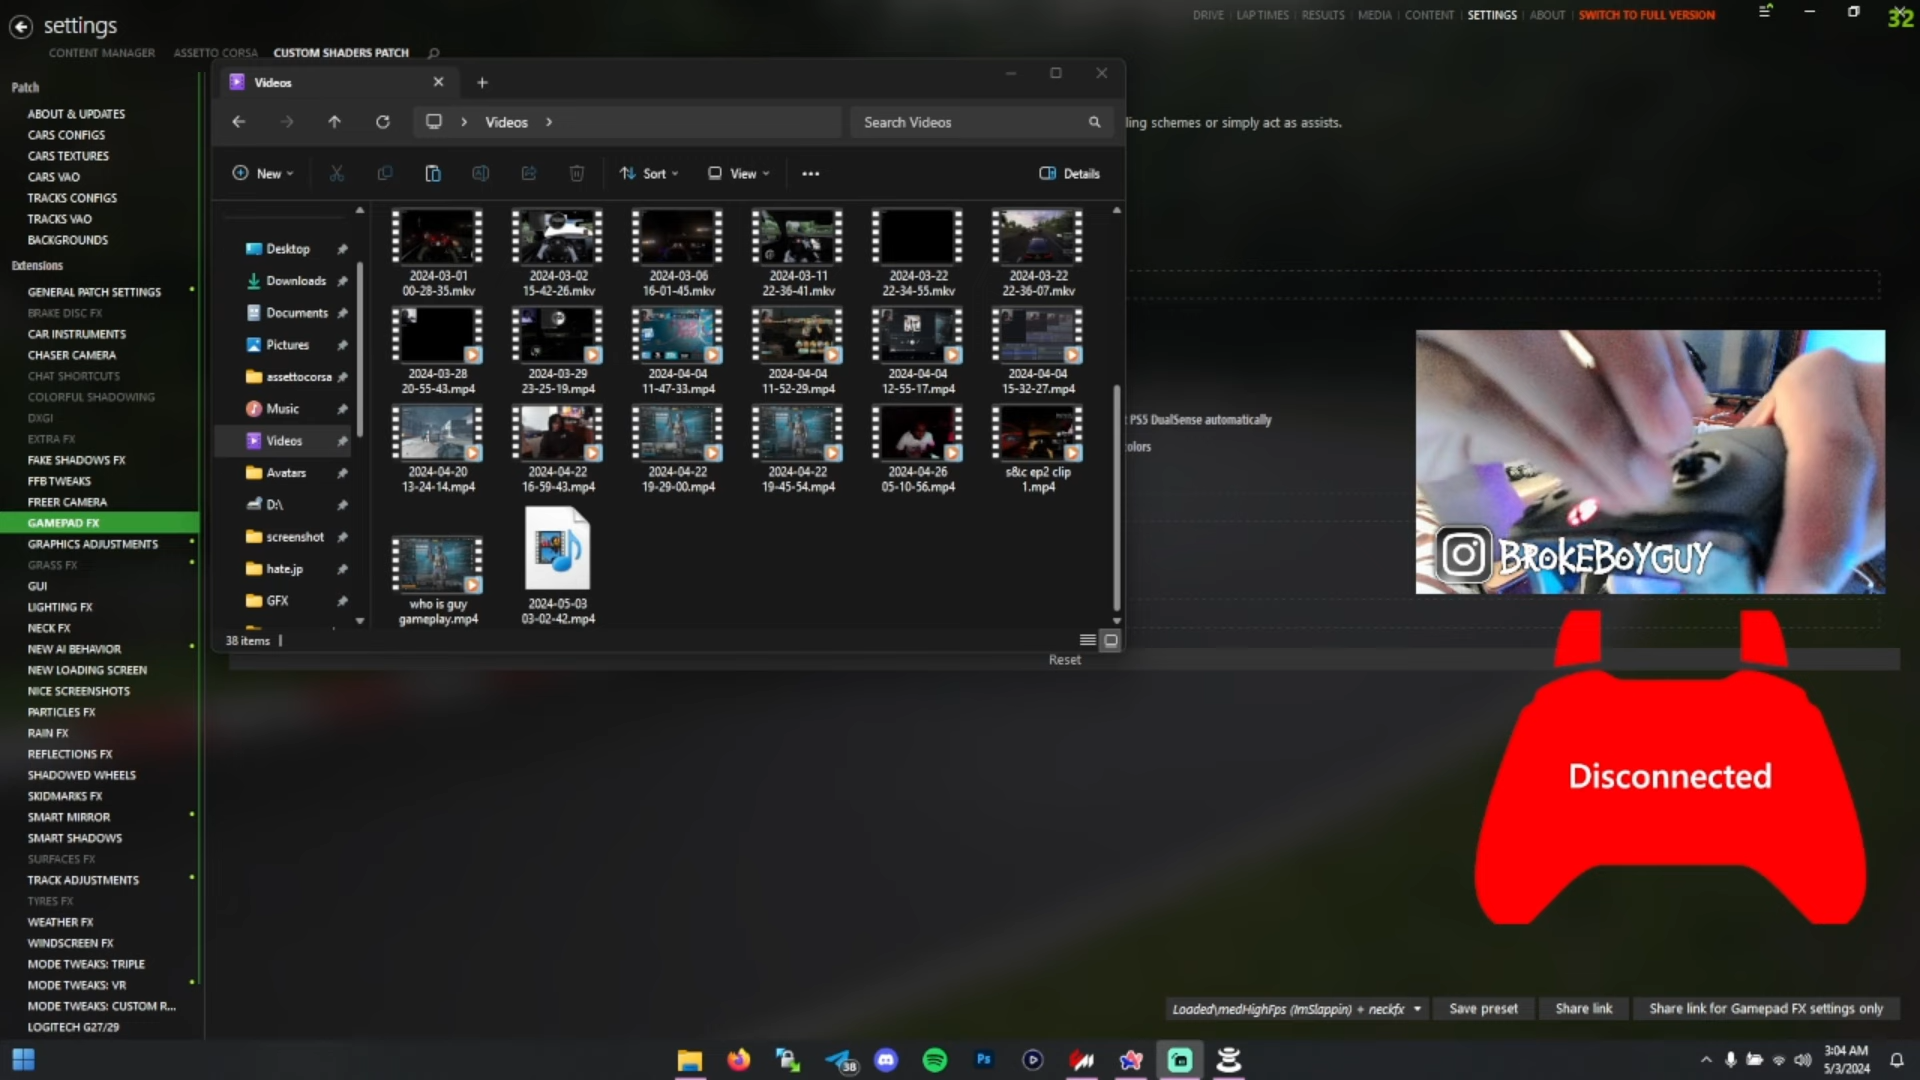 settings
DRIVE | LAP TIMES | RESULTS | MEDIA | CONTENT | SETTINGS | ABOUT | SWITCH TO FULL VERSION
32
CONTENT MANAGER ASSETTO CORSA CUSTOM SHADERS PATCH
Patch
ABOUT & UPDATES
CARS CONFIGS
CARS TEXTURES
CARS VAO
TRACKS CONFIGS
TRACKS VAO
BACKGROUNDS
Extensions
GENERAL PATCH SETTINGS
BRAKE DISC FX
CAR INSTRUMENTS
CHASER CAMERA
CHAT SHORTCUTS
COLORFUL SHADOWING
DXGI
EXTRA FX
FAKE SHADOWS FX
FFB TWEAKS
FREER CAMERA
GAMEPAD FX
GRAPHICS ADJUSTMENTS
GRASS FX
GUI
LIGHTING FX
NECK FX
NEW AI BEHAVIOR
NEW LOADING SCREEN
NICE SCREENSHOTS
PARTICLES FX
RAIN FX
REFLECTIONS FX
SHADOWED WHEELS
SKIDMARKS FX
SMART MIRROR
SMART SHADOWS
SURFACES FX
TRACK ADJUSTMENTS
TYRES FX
WEATHER FX
WINDSCREEN FX
MODE TWEAKS: TRIPLE
MODE TWEAKS: VR
MODE TWEAKS: CUSTOM R...
LOGITECH G27/29
Videos
Videos
Search Videos
New
Sort
View
Details
Desktop
Downloads
Documents
Pictures
assettocorsa
Music
Videos
Avatars
D:\
screenshot
hate.jp
GFX
2024-03-01
00-28-35.mkv
2024-03-02
15-42-26.mkv
2024-03-06
16-01-45.mkv
2024-03-11
22-36-41.mkv
2024-03-22
22-34-55.mkv
2024-03-22
22-36-07.mkv
2024-03-28
20-55-43.mp4
2024-03-29
23-25-19.mp4
2024-04-04
11-47-33.mp4
2024-04-04
11-52-29.mp4
2024-04-04
12-55-17.mp4
2024-04-04
15-32-27.mp4
2024-04-20
13-24-14.mp4
2024-04-22
16-59-43.mp4
2024-04-22
19-29-00.mp4
2024-04-22
19-45-54.mp4
2024-04-26
05-10-56.mp4
s&c ep2 clip
1.mp4
who is guy
gameplay.mp4
2024-05-03
03-02-42.mp4
38 items
ling schemes or simply act as assists.
PS5 DualSense automatically
olors
Reset
BROKEBOYGUY
Disconnected
Loaded\medHighFps (ImSlappin) + neckfx
Save preset
Share link
Share link for Gamepad FX settings only
38
Ps
3:04 AM
5/3/2024